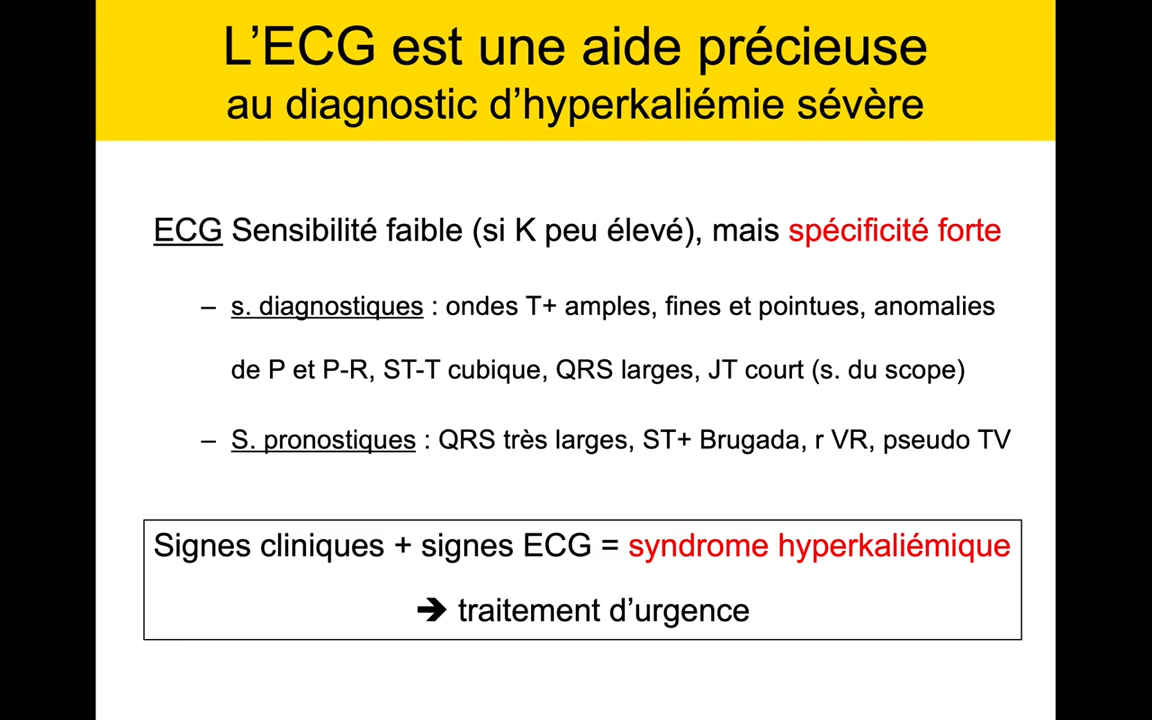 L’ECG est une aide précieuse
au diagnostic d’hyperkaliémie sévère
ECG Sensibilité faible (si K peu élevé), mais spécificité forte
– s. diagnostiques : ondes T+ amples, fines et pointues, anomalies
de P et P-R, ST-T cubique, QRS larges, JT court (s. du scope)
– S. pronostiques : QRS très larges, ST+ Brugada, r VR, pseudo TV
Signes cliniques + signes ECG = syndrome hyperkaliémique
➔ traitement d’urgence